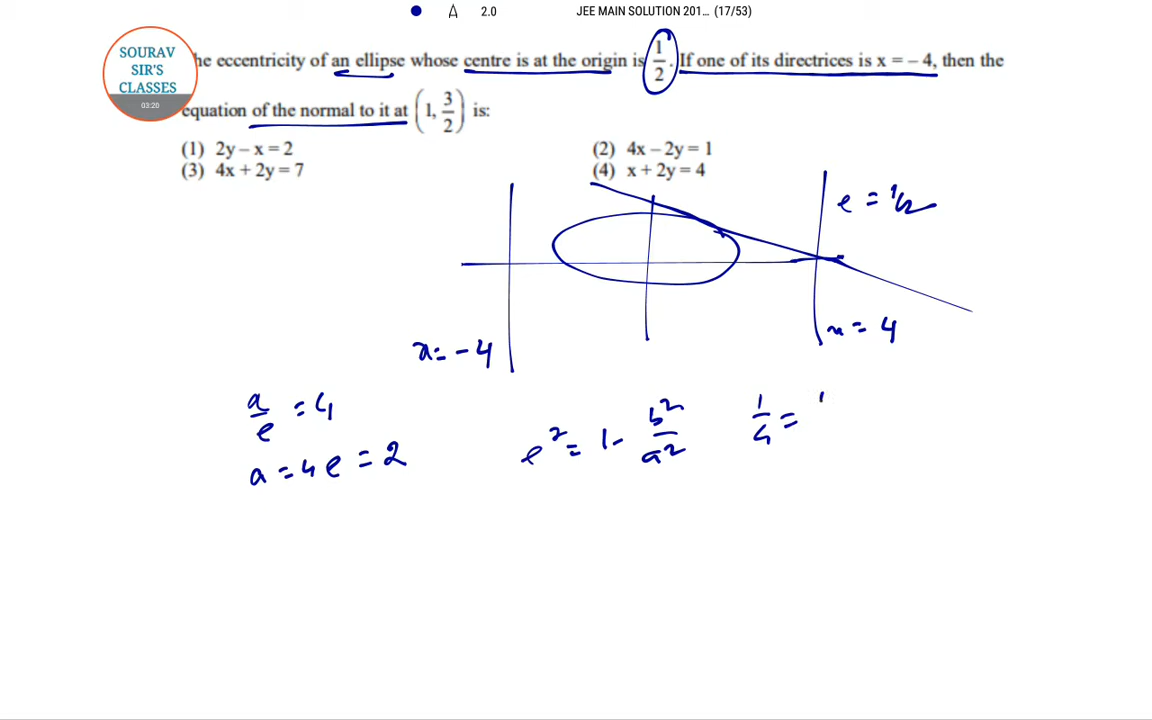 2.0 JEE MAIN SOLUTION 201... (17/53)
SOURAV
SIR'S
CLASSES
03:20
he eccentricity of an ellipse whose centre is at the origin is 1/2. If one of its directrices is x = – 4, then the
equation of the normal to it at (1, 3/2) is:
(1) 2y – x = 2 (2) 4x – 2y = 1
(3) 4x + 2y = 7 (4) x + 2y = 4
e = 1/2
x = 4
x = -4
a/e = 4
a = 4e = 2
e² = 1 - b²/a²
1/4 =